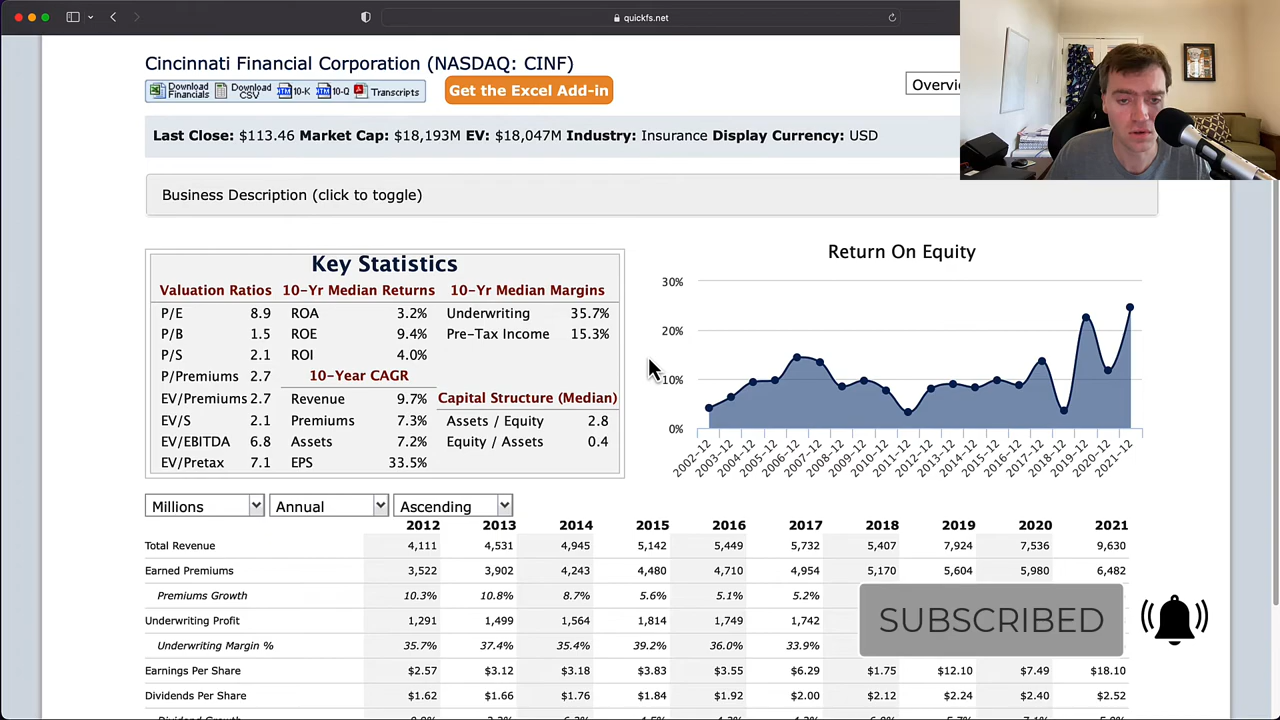 quickfs.net
Cincinnati Financial Corporation (NASDAQ: CINF)
Download Financials Download CSV 10-K 10-Q Transcripts
Get the Excel Add-in
Overvi
Last Close: $113.46 Market Cap: $18,193M EV: $18,047M Industry: Insurance Display Currency: USD
Business Description (click to toggle)
Key Statistics
Valuation Ratios 10-Yr Median Returns 10-Yr Median Margins
P/E 8.9 ROA 3.2% Underwriting 35.7%
P/B 1.5 ROE 9.4% Pre-Tax Income 15.3%
P/S 2.1 ROI 4.0%
P/Premiums 2.7 10-Year CAGR
EV/Premiums 2.7 Revenue 9.7% Capital Structure (Median)
EV/S 2.1 Premiums 7.3% Assets / Equity 2.8
EV/EBITDA 6.8 Assets 7.2% Equity / Assets 0.4
EV/Pretax 7.1 EPS 33.5%
Return On Equity
30%
20%
10%
0%
2002-12 2003-12 2004-12 2005-12 2006-12 2007-12 2008-12 2009-12 2010-12 2011-12 2012-12 2013-12 2014-12 2015-12 2016-12 2017-12 2018-12 2019-12 2020-12 2021-12
Millions Annual Ascending
2012 2013 2014 2015 2016 2017 2018 2019 2020 2021
Total Revenue 4,111 4,531 4,945 5,142 5,449 5,732 5,407 7,924 7,536 9,630
Earned Premiums 3,522 3,902 4,243 4,480 4,710 4,954 5,170 5,604 5,980 6,482
Premiums Growth 10.3% 10.8% 8.7% 5.6% 5.1% 5.2%
Underwriting Profit 1,291 1,499 1,564 1,814 1,749 1,742
Underwriting Margin % 35.7% 37.4% 35.4% 39.2% 36.0% 33.9%
SUBSCRIBED
Earnings Per Share $2.57 $3.12 $3.18 $3.83 $3.55 $6.29 $1.75 $12.10 $7.49 $18.10
Dividends Per Share $1.62 $1.66 $1.76 $1.84 $1.92 $2.00 $2.12 $2.24 $2.40 $2.52